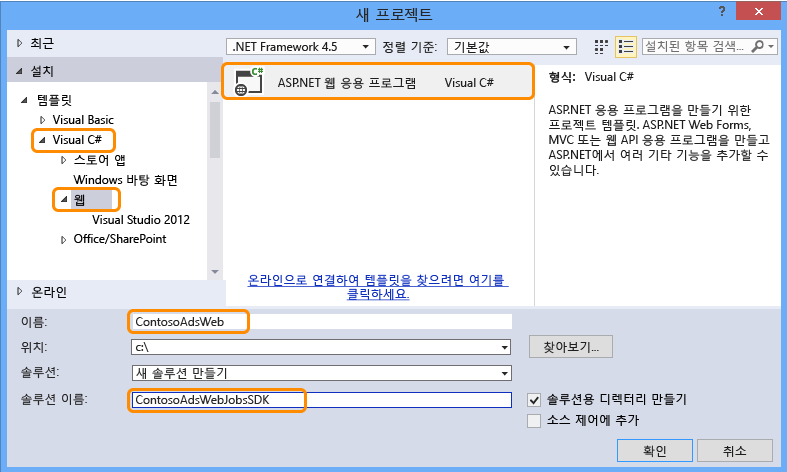 새 프로젝트
?
최근
.NET Framework 4.5
정렬 기준:
기본값
설치된 항목 검색...
설치
템플릿
Visual Basic
Visual C#
스토어 앱
Windows 바탕 화면
웹
Visual Studio 2012
Office/SharePoint
온라인
C#
ASP.NET 웹 응용 프로그램
Visual C#
온라인으로 연결하여 템플릿을 찾으려면 여기를
클릭하세요.
형식: Visual C#
ASP.NET 응용 프로그램을 만들기 위한
프로젝트 템플릿. ASP.NET Web Forms,
MVC 또는 웹 API 응용 프로그램을 만들고
ASP.NET에서 여러 기타 기능을 추가할 수
있습니다.
이름:
ContosoAdsWeb
위치:
c:\
찾아보기...
솔루션:
새 솔루션 만들기
솔루션 이름:
ContosoAdsWebJobsSDK
솔루션용 디렉터리 만들기
소스 제어에 추가
확인
취소